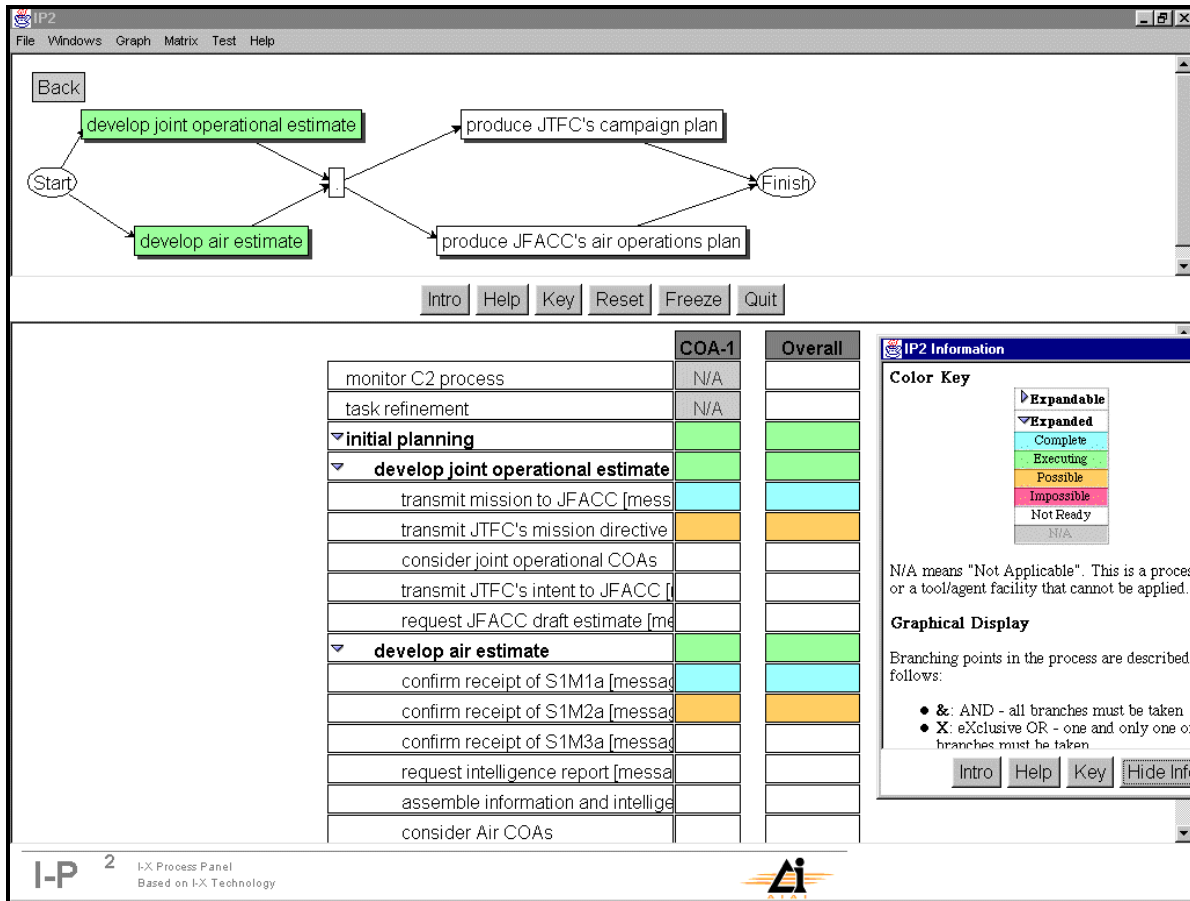 IP2
File Windows Graph Matrix Test Help
Back
develop joint operational estimate
produce JTFC's campaign plan
Start
.
Finish
develop air estimate
produce JFACC's air operations plan
Intro Help Key Reset Freeze Quit
COA-1 Overall
monitor C2 process N/A
task refinement N/A
initial planning
develop joint operational estimate
transmit mission to JFACC [mess
transmit JTFC's mission directive
consider joint operational COAs
transmit JTFC's intent to JFACC [
request JFACC draft estimate [me
develop air estimate
confirm receipt of S1M1a [messag
confirm receipt of S1M2a [messag
confirm receipt of S1M3a [messag
request intelligence report [messa
assemble information and intellige
consider Air COAs
IP2 Information
Color Key
Expandable
Expanded
Complete
Executing
Possible
Impossible
Not Ready
N/A
N/A means "Not Applicable". This is a proces
or a tool/agent facility that cannot be applied.
Graphical Display
Branching points in the process are described
follows:
&: AND - all branches must be taken
X: eXclusive OR - one and only one o
branches must be taken
Intro Help Key Hide Inf
I-P 2
I-X Process Panel
Based on I-X Technology
Ai
AIAI